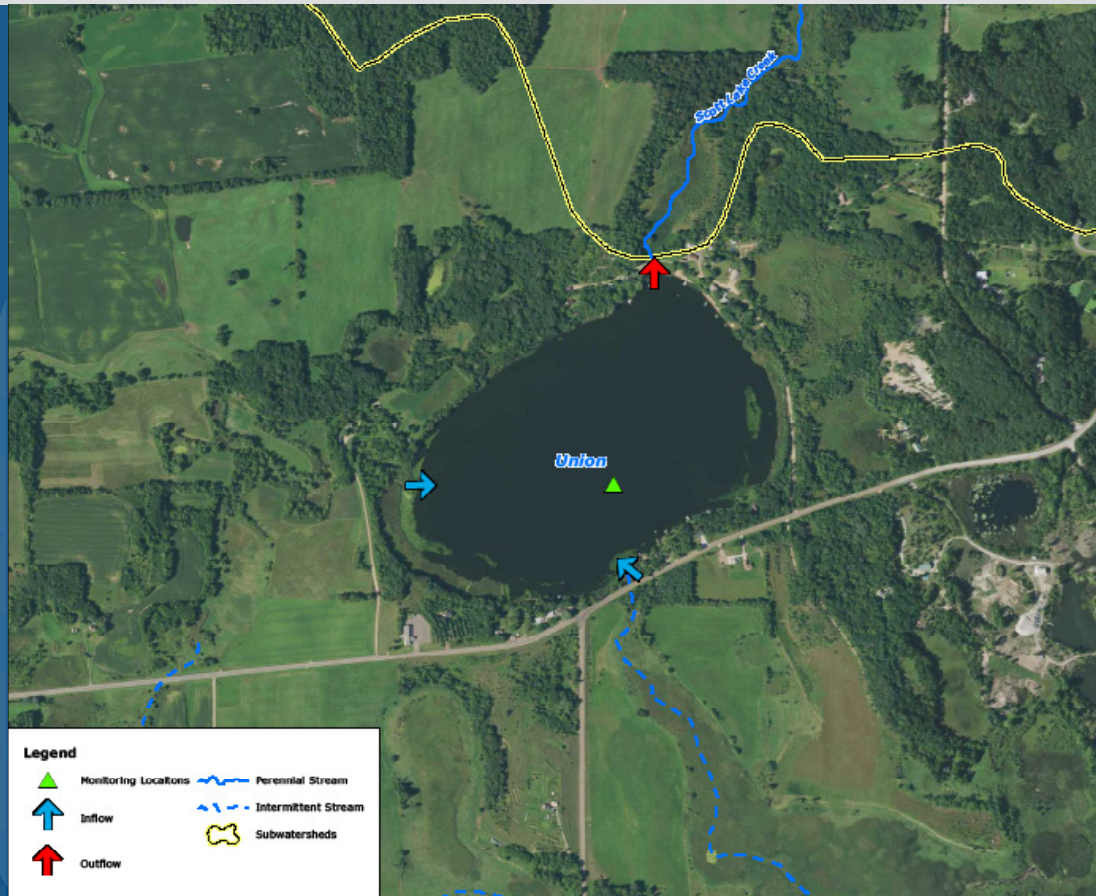 Scott Lake Creek
Union
Legend
Monitoring Locaitons
Perennial Stream
Inflow
Intermittent Stream
Subwatersheds
Outflow